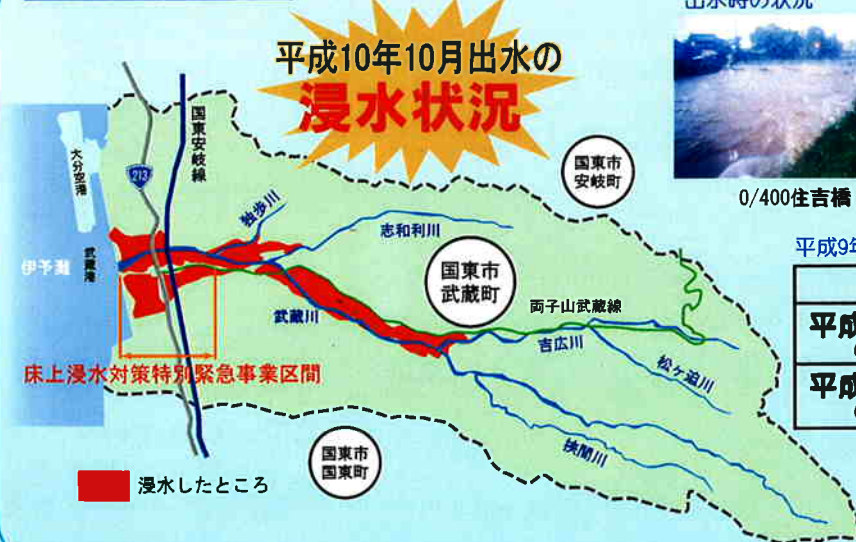 出水時の状況
平成10年10月出水の
浸水状況
0/400住吉橋
平成9年
平成
平成
国東安岐線
大分空港
213
武蔵港
伊予灘
独歩川
志和利川
国東市
安岐町
国東市
武蔵町
両子山武蔵線
武蔵川
吉広川
松ヶ迫川
挟間川
床上浸水対策特別緊急事業区間
国東市
国東町
浸水したところ